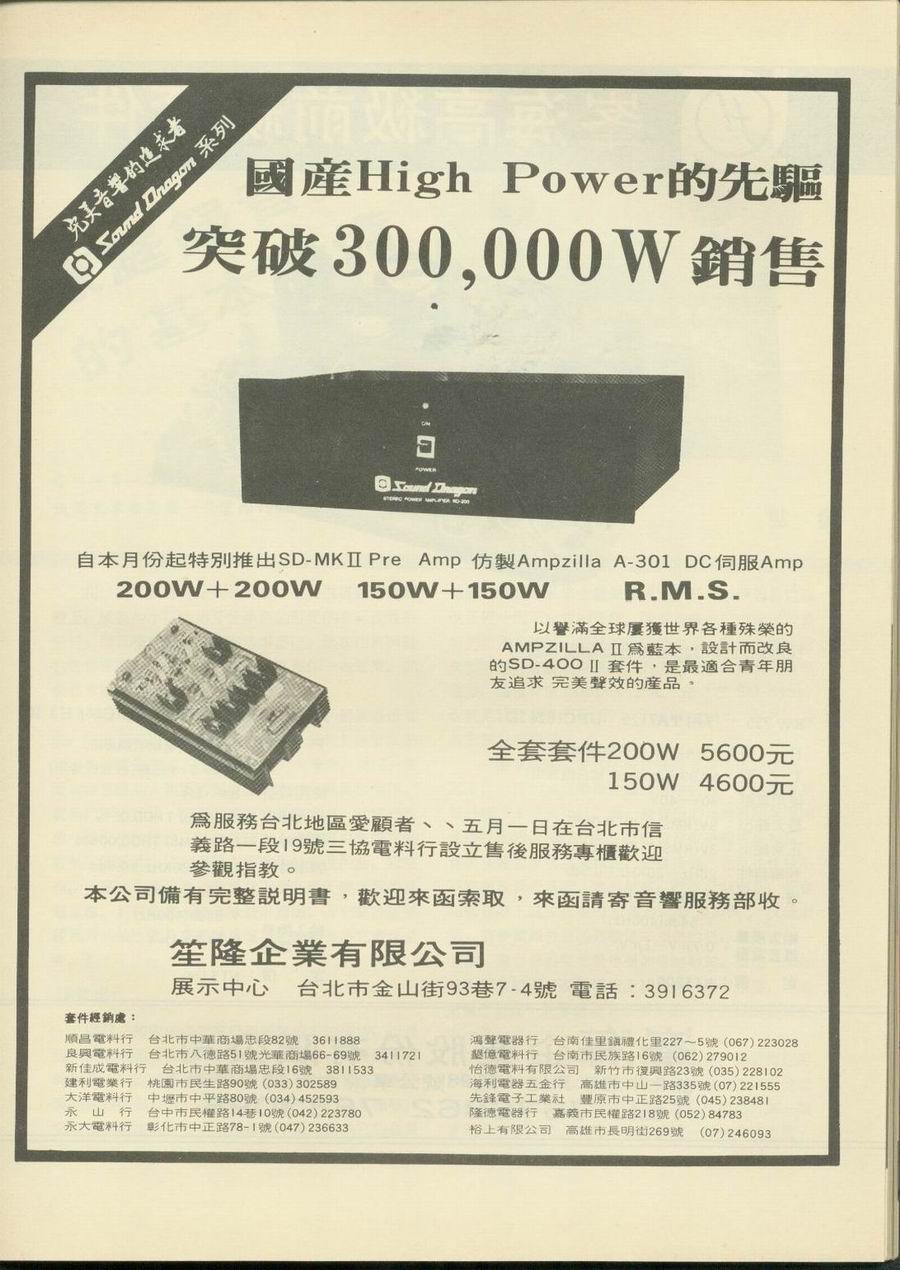 完美音響的追求者
Sound Dragon 系列
國產High Power的先驅
突破300,000W銷售
ON
POWER
Sound Dragon
STEREO POWER AMPLIFIER
自本月份起特別推出SD-MKⅡ Pre Amp 仿製Ampzilla A-301 DC伺服Amp
200W+200W 150W+150W R.M.S.
以譽滿全球屢獲世界各種殊榮的
AMPZILLA Ⅱ 爲藍本,設計而改良
的SD-400Ⅱ 套件,是最適合青年朋
友追求 完美聲效的產品。
全套套件200W 5600元
150W 4600元
爲服務台北地區愛顧者、、五月一日在台北市信
義路一段19號三協電料行設立售後服務專櫃歡迎
參觀指教。
本公司備有完整説明書,歡迎來函索取,來函請寄音響服務部收。
笙隆企業有限公司
展示中心 台北市金山街93巷7-4號 電話:3916372
套件經銷處:
順昌電料行 台北市中華商場忠段82號 3611888
良興電料行 台北市八德路51號光華商場66-69號 3411721
新佳成電料行 台北市中華商場忠段16號 3811533
建利電業行 桃園市民生路90號 (033) 302589
大洋電料行 中壢市中平路80號 (034) 452593
永山行 台中市民權路14巷10號 (042) 223780
永大電料行 彰化市中正路78-1號 (047) 236633
鴻聲電器行 台南佳里鎮禮化里227~5號 (067) 223028
墾億電料行 台南市民族路16號 (062) 279012
怡德電料有限公司 新竹市復興路23號 (035) 228102
海利電器五金行 高雄市中山一路335號 (07) 221555
先鋒電子工業社 豐原市中正路25號 (045) 238481
隆德電器行 嘉義市民權路218號 (052) 84783
裕上有限公司 高雄市長明街269號 (07) 246093